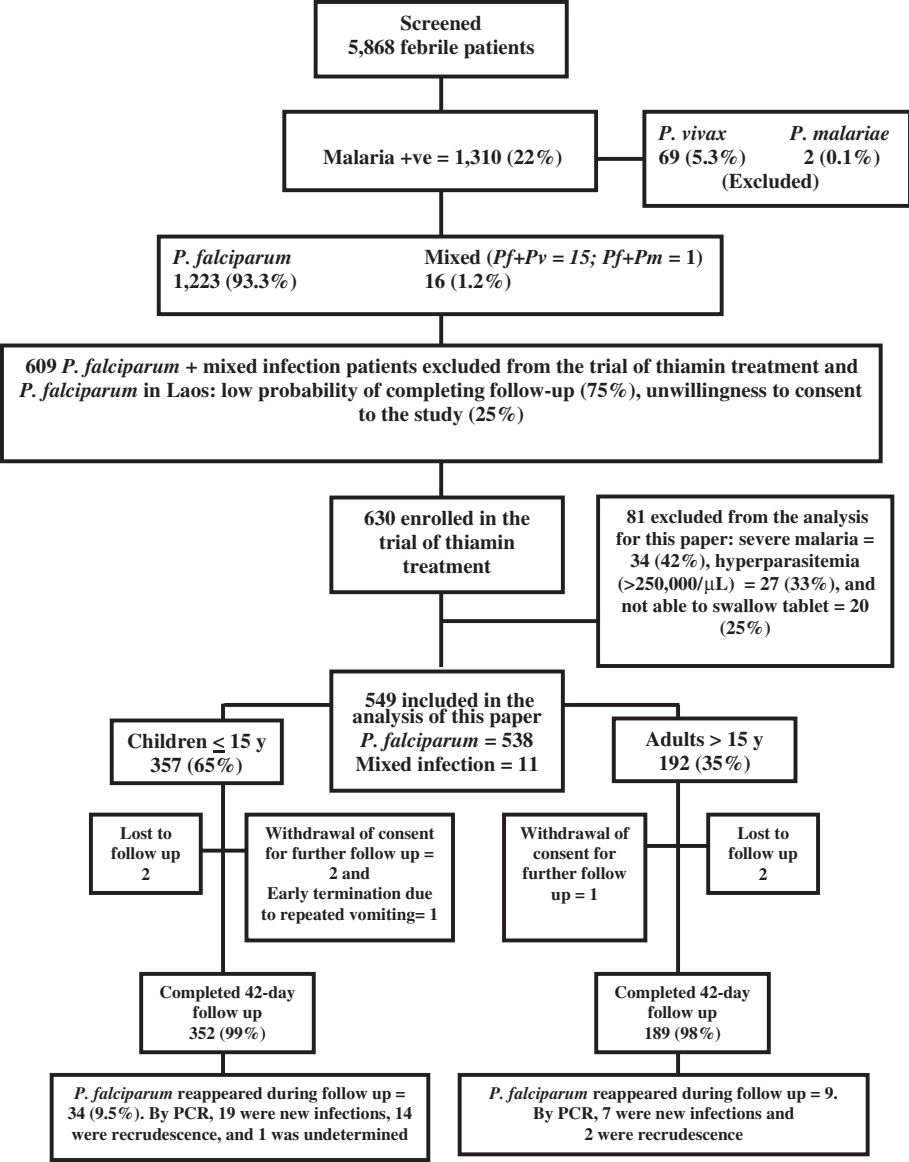 Screened
5,868 febrile patients
Malaria +ve = 1,310 (22%)
P. vivax P. malariae
69 (5.3%) 2 (0.1%)
(Excluded)
P. falciparum Mixed (Pf+Pv = 15; Pf+Pm = 1)
1,223 (93.3%) 16 (1.2%)
609 P. falciparum + mixed infection patients excluded from the trial of thiamin treatment and
P. falciparum in Laos: low probability of completing follow-up (75%), unwillingness to consent
to the study (25%)
630 enrolled in the
trial of thiamin
treatment
81 excluded from the analysis
for this paper: severe malaria =
34 (42%), hyperparasitemia
(>250,000/µL) = 27 (33%), and
not able to swallow tablet = 20
(25%)
549 included in the
analysis of this paper
P. falciparum = 538
Mixed infection = 11
Children ≤ 15 y
357 (65%)
Adults > 15 y
192 (35%)
Lost to
follow up
2
Withdrawal of consent
for further follow up =
2 and
Early termination due
to repeated vomiting= 1
Withdrawal of
consent for
further follow
up = 1
Lost to
follow up
2
Completed 42-day
follow up
352 (99%)
Completed 42-day
follow up
189 (98%)
P. falciparum reappeared during follow up =
34 (9.5%). By PCR, 19 were new infections, 14
were recrudescence, and 1 was undetermined
P. falciparum reappeared during follow up = 9.
By PCR, 7 were new infections and
2 were recrudescence